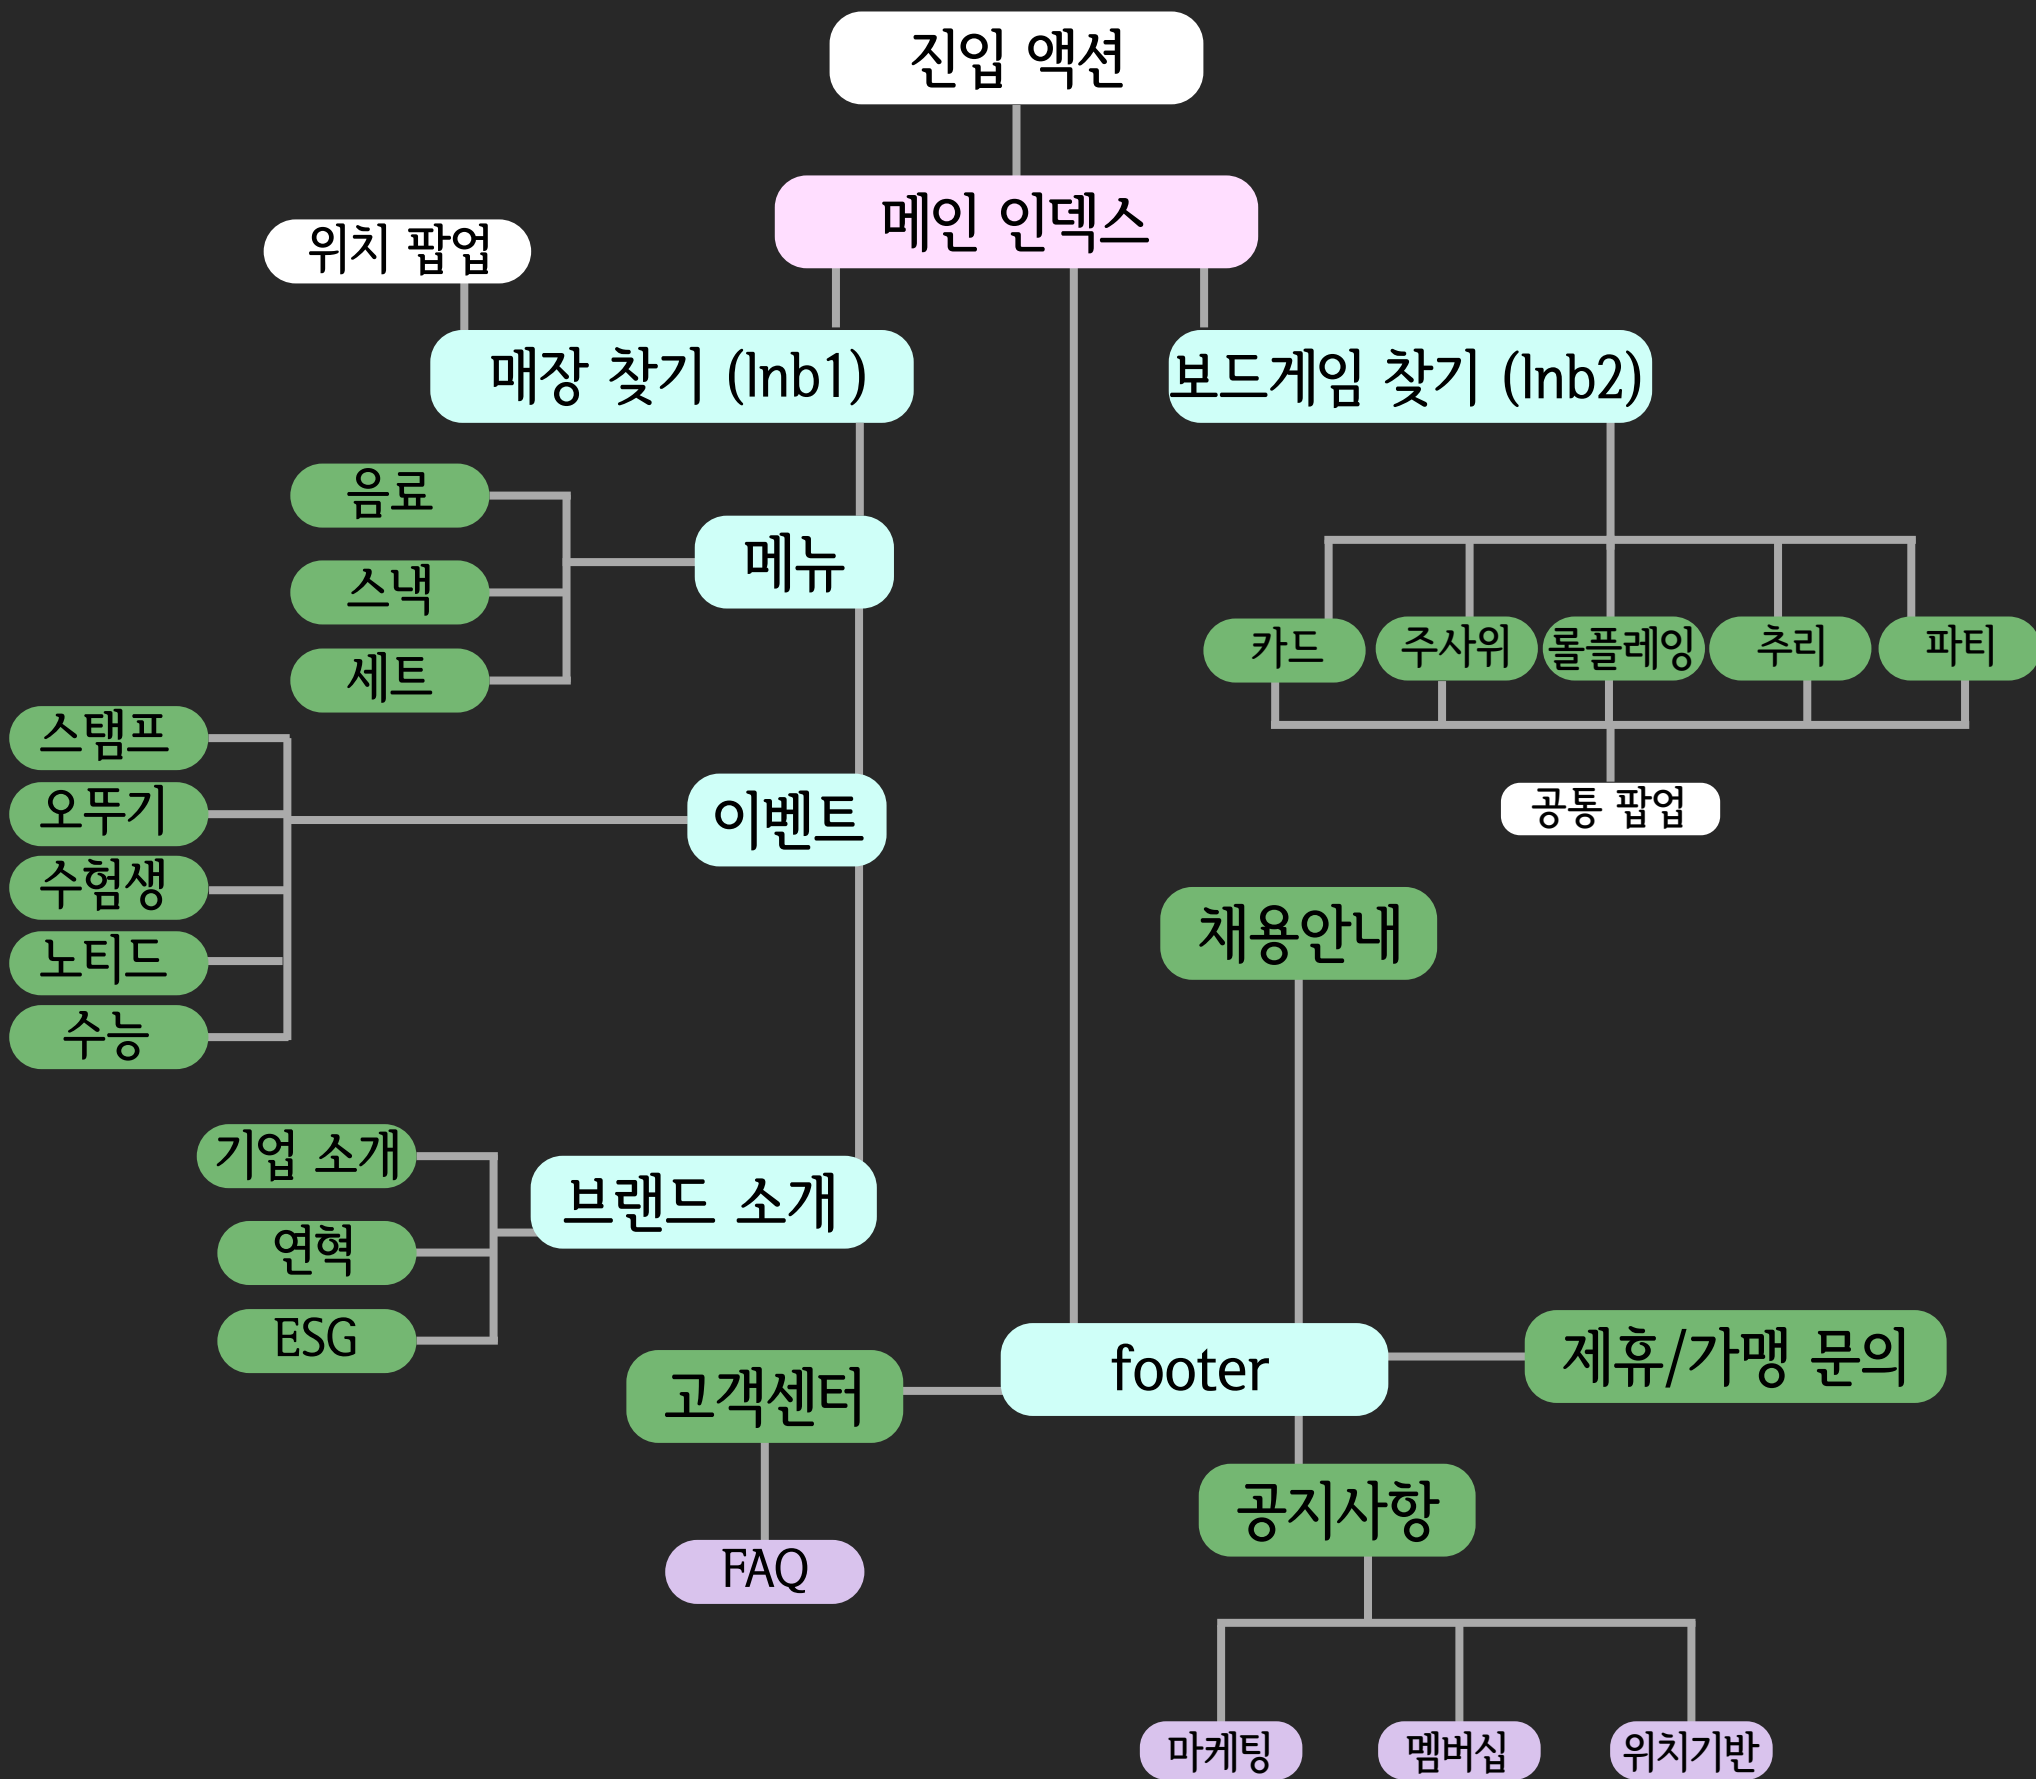 진입 액션
메인 인덱스
위치 팝업
매장 찾기 (lnb1)
보드게임 찾기 (lnb2)
음료
메뉴
스낵
세트
카드
주사위
롤플레잉
추리
파티
스탬프
오뚜기
수험생
노티드
수능
이벤트
공통 팝업
채용안내
기업 소개
브랜드 소개
연혁
ESG
고객센터
footer
제휴/가맹 문의
공지사항
FAQ
마케팅
멤버십
위치기반